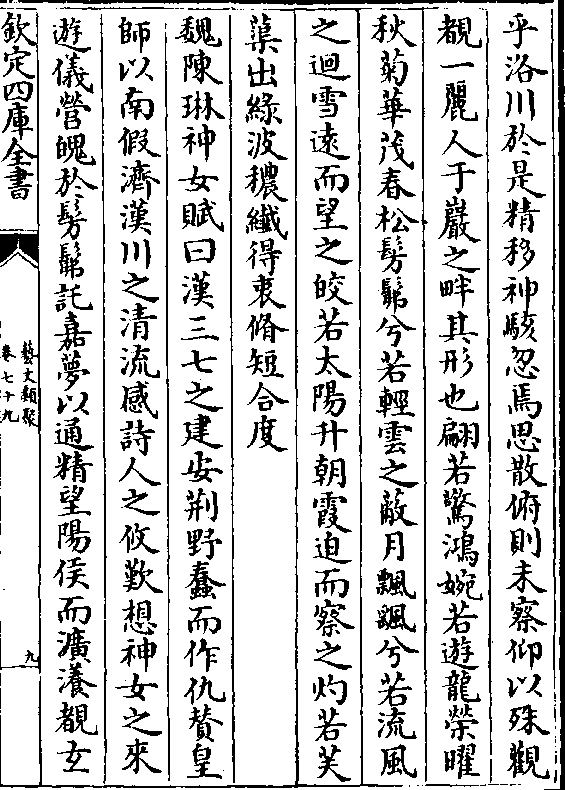 乎洛川於是精移神駭忽焉思散俯則未察仰以殊觀
覩一麗人于巖之畔其形也翩若驚鴻婉若遊龍榮曜
秋菊華茂春松髣髴兮若輕雲之蔽月飄颻兮若流風
之迴雪遠而望之皎若太陽升朝霞迫而察之灼若芙
蕖出綠波穠纖得衷脩短合度
魏陳琳神女賦曰漢三七之建安荆野蠢而作仇贊皇
師以南假濟漢川之清流感詩人之攸歎想神女之來
遊儀營魄於髣髴託嘉夢以通精望陽侯而瀇瀁覩玄
欽定四庫全書
藝文類聚
卷七十九
九